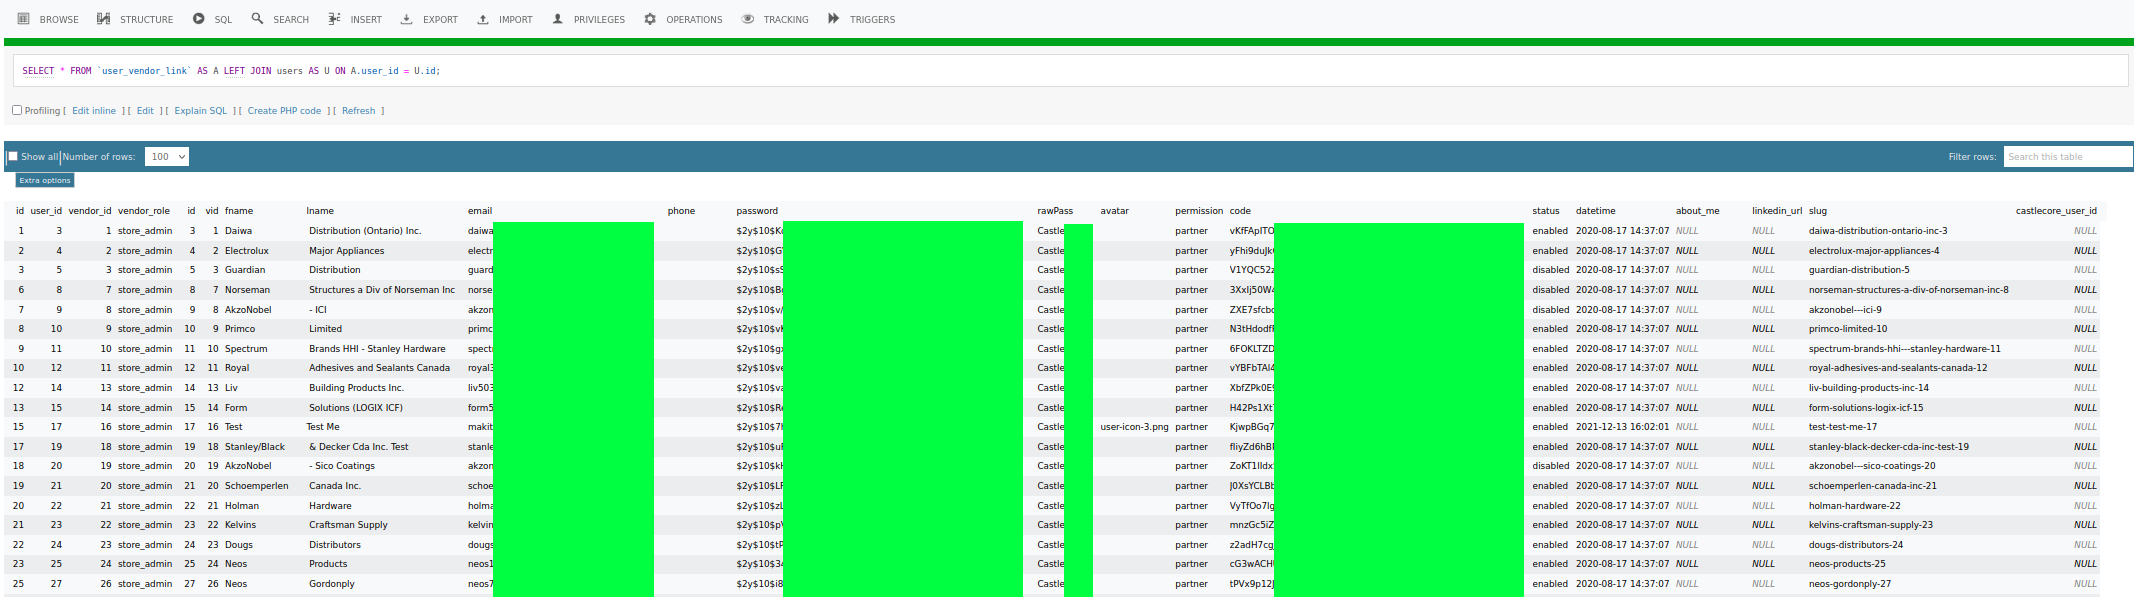 BROWSE STRUCTURE SQL SEARCH INSERT EXPORT IMPORT PRIVILEGES OPERATIONS TRACKING TRIGGERS
SELECT * FROM `user_vendor_link` AS A LEFT JOIN users AS U ON A.user_id = U.id;
Profiling [ Edit inline ] [ Edit ] [ Explain SQL ] [ Create PHP code ] [ Refresh ]
Show all Number of rows: 100 Filter rows: Search this table
Extra options
id user_id vendor_id vendor_role id vid fname lname email phone password rawPass avatar permission code status datetime about_me linkedin_url slug castlecore_user_id
1 3 1 store_admin 3 1 Daiwa Distribution (Ontario) Inc. daiwa $2y$10$K Castle partner vKfFApITO enabled 2020-08-17 14:37:07 NULL NULL daiwa-distribution-ontario-inc-3 NULL
2 4 2 store_admin 4 2 Electrolux Major Appliances electr $2y$10$G Castle partner yFhi9duJk enabled 2020-08-17 14:37:07 NULL NULL electrolux-major-appliances-4 NULL
3 5 3 store_admin 5 3 Guardian Distribution guard $2y$10$sS Castle partner V1YQC52z disabled 2020-08-17 14:37:07 NULL NULL guardian-distribution-5 NULL
6 8 7 store_admin 8 7 Norseman Structures a Div of Norseman Inc norse $2y$10$B Castle partner 3XxIj50W disabled 2020-08-17 14:37:07 NULL NULL norseman-structures-a-div-of-norseman-inc-8 NULL
7 9 8 store_admin 9 8 AkzoNobel - ICI akzon $2y$10$v/ Castle partner ZXE7sfcb disabled 2020-08-17 14:37:07 NULL NULL akzonobel---ici-9 NULL
8 10 9 store_admin 10 9 Primco Limited primc $2y$10$v Castle partner N3tHdodf enabled 2020-08-17 14:37:07 NULL NULL primco-limited-10 NULL
9 11 10 store_admin 11 10 Spectrum Brands HHI - Stanley Hardware spect $2y$10$g Castle partner 6FOKLTZD enabled 2020-08-17 14:37:07 NULL NULL spectrum-brands-hhi---stanley-hardware-11 NULL
10 12 11 store_admin 12 11 Royal Adhesives and Sealants Canada royal $2y$10$ve Castle partner vYBFbTAI4 enabled 2020-08-17 14:37:07 NULL NULL royal-adhesives-and-sealants-canada-12 NULL
12 14 13 store_admin 14 13 Liv Building Products Inc. liv503 $2y$10$va Castle partner XbfZPk0E enabled 2020-08-17 14:37:07 NULL NULL liv-building-products-inc-14 NULL
13 15 14 store_admin 15 14 Form Solutions (LOGIX ICF) form5 $2y$10$R Castle partner H42Ps1Xt enabled 2020-08-17 14:37:07 NULL NULL form-solutions-logix-icf-15 NULL
15 17 16 store_admin 17 16 Test Test Me makit $2y$10$7 Castle user-icon-3.png partner KjwpBGq7 enabled 2021-12-13 16:02:01 NULL NULL test-test-me-17 NULL
17 19 18 store_admin 19 18 Stanley/Black & Decker Cda Inc. Test stanle $2y$10$u Castle partner fIiyZd6hB enabled 2020-08-17 14:37:07 NULL NULL stanley-black-decker-cda-inc-test-19 NULL
18 20 19 store_admin 20 19 AkzoNobel - Sico Coatings akzon $2y$10$k Castle partner ZoKT1IIdx disabled 2020-08-17 14:37:07 NULL NULL akzonobel---sico-coatings-20 NULL
19 21 20 store_admin 21 20 Schoemperlen Canada Inc. schoe $2y$10$L Castle partner J0XsYCLB enabled 2020-08-17 14:37:07 NULL NULL schoemperlen-canada-inc-21 NULL
20 22 21 store_admin 22 21 Holman Hardware holma $2y$10$z Castle partner VyTfOo7Ig enabled 2020-08-17 14:37:07 NULL NULL holman-hardware-22 NULL
21 23 22 store_admin 23 22 Kelvins Craftsman Supply kelvin $2y$10$p Castle partner mnzGc5iZ enabled 2020-08-17 14:37:07 NULL NULL kelvins-craftsman-supply-23 NULL
22 24 23 store_admin 24 23 Dougs Distributors dougs $2y$10$tP Castle partner z2adH7cg enabled 2020-08-17 14:37:07 NULL NULL dougs-distributors-24 NULL
23 25 24 store_admin 25 24 Neos Products neos1 $2y$10$34 Castle partner cG3wACH enabled 2020-08-17 14:37:07 NULL NULL neos-products-25 NULL
25 27 26 store_admin 27 26 Neos Gordonply neos7 $2y$10$i8 Castle partner tPVx9p12 enabled 2020-08-17 14:37:07 NULL NULL neos-gordonply-27 NULL